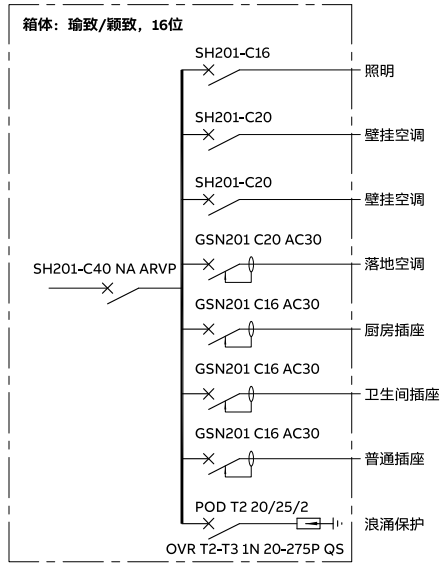 箱体：瑜致/颖致，16位
SH201-C16
照明
SH201-C20
壁挂空调
SH201-C20
壁挂空调
GSN201 C20 AC30
落地空调
SH201-C40 NA ARVP
GSN201 C16 AC30
厨房插座
GSN201 C16 AC30
卫生间插座
GSN201 C16 AC30
普通插座
POD T2 20/25/2
浪涌保护
OVR T2-T3 1N 20-275P QS